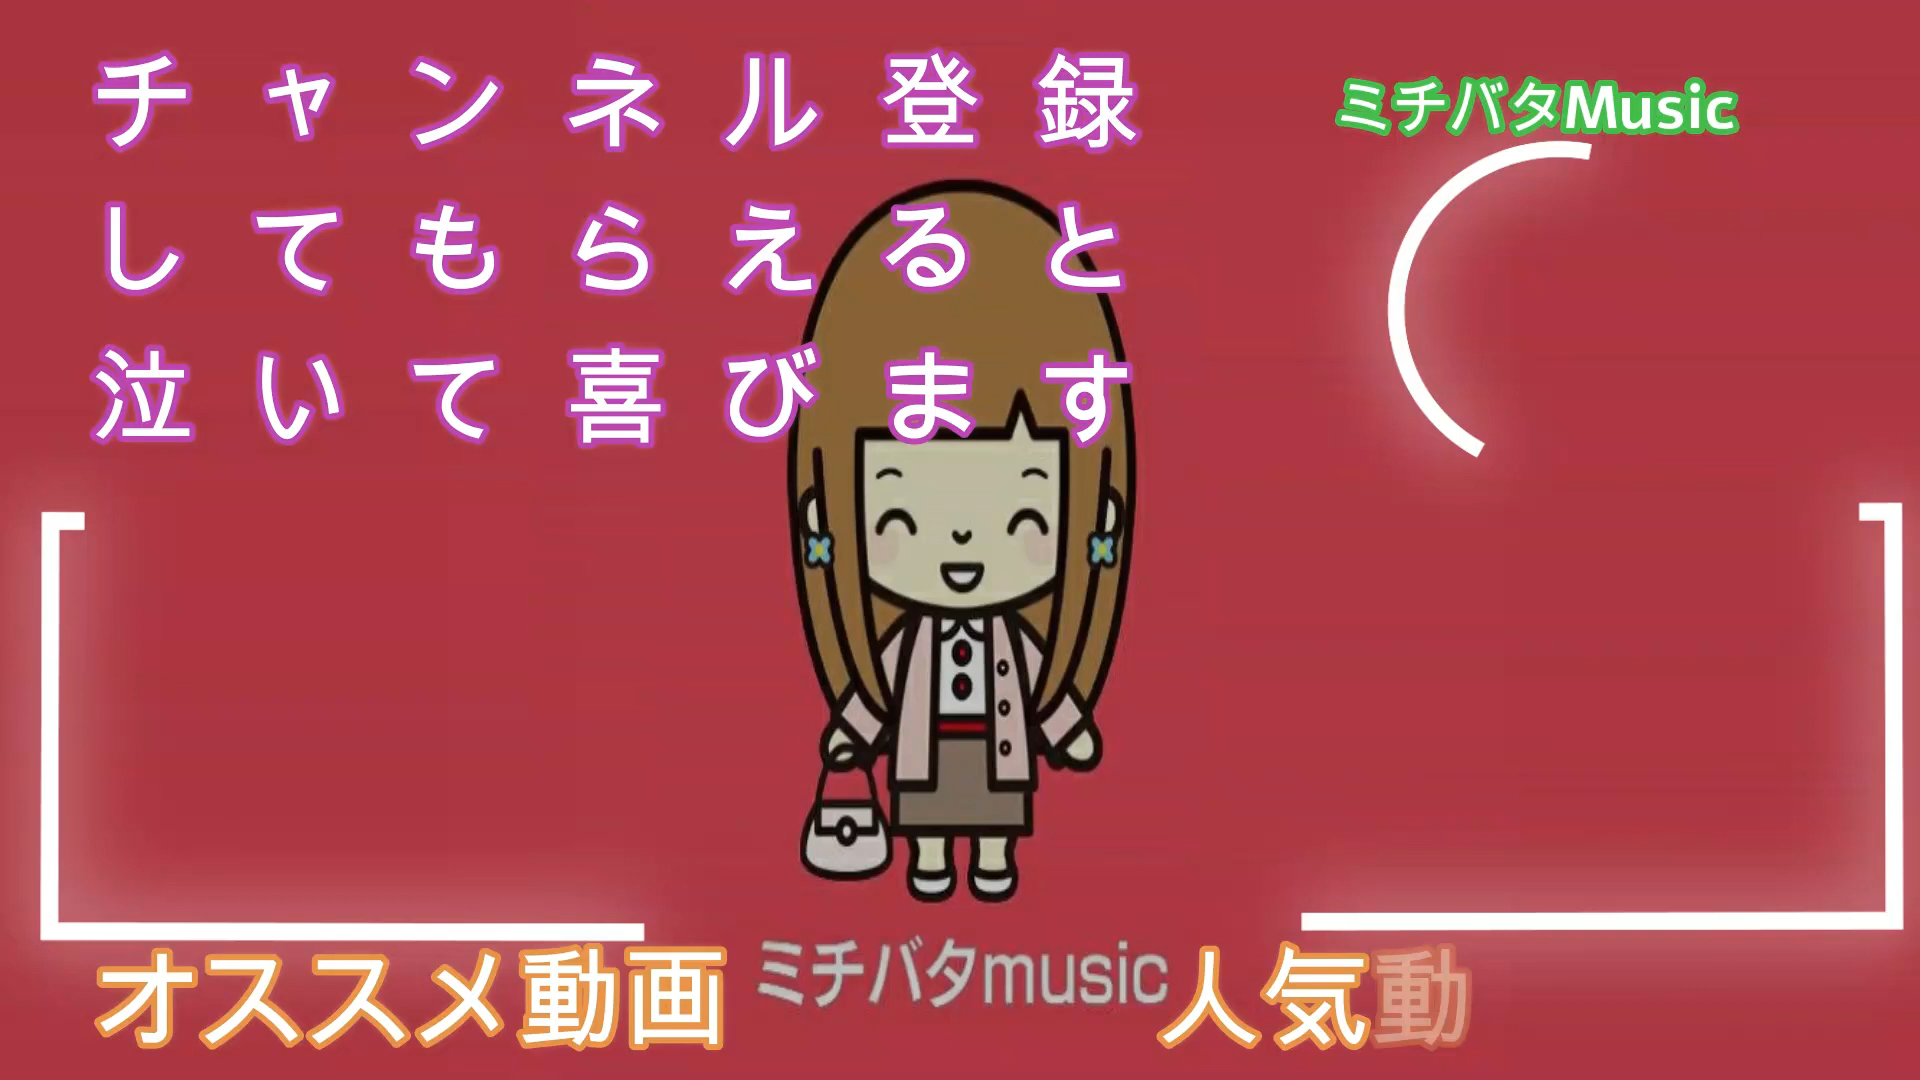 チャンネル登録
してもらえると
泣いて喜びます
ミチバタMusic
オススメ動画
ミチバタmusic
人気動